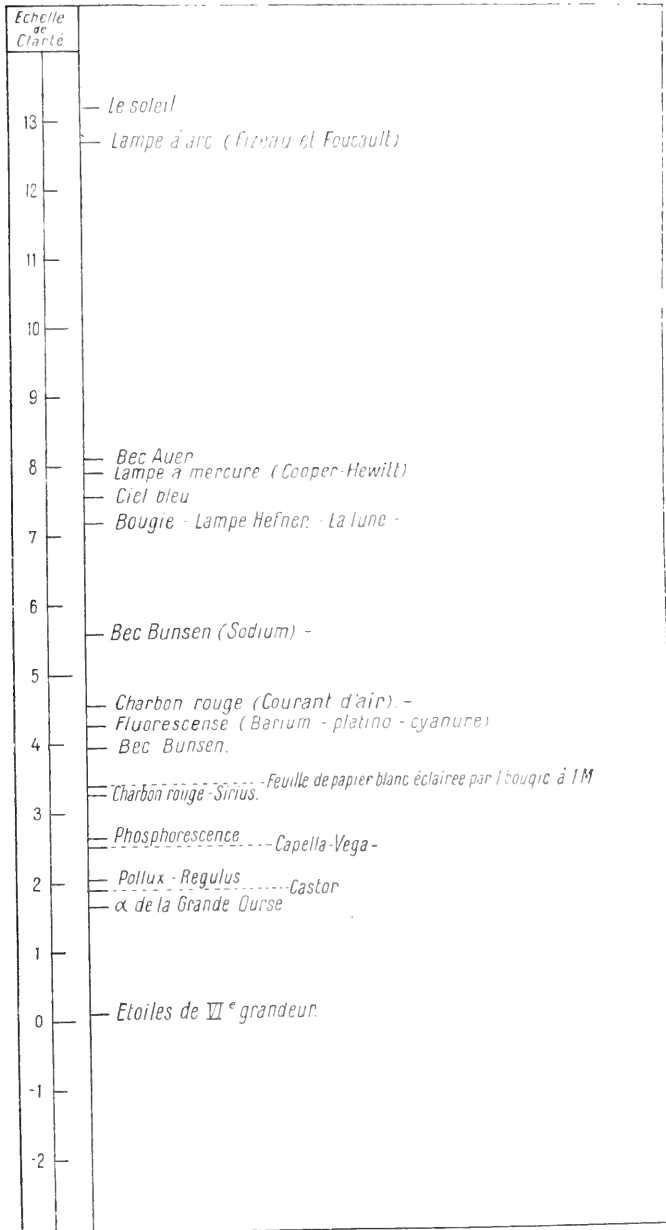 Echelle
de
Clarté
Le soleil
13
Lampe à arc (Fizeau et Foucault)
12
11
10
9
Bec Auer
8
Lampe a mercure (Cooper-Hewitt)
Ciel bleu
Bougie - Lampe Hefner. - La lune -
7
6
Bec Bunsen (Sodium) -
5
Charbon rouge (Courant d'air). -
Fluorescense (Barium - platino - cyanure)
4
Bec Bunsen.
Feuille de papier blanc éclairee par 1 bougie à 1 M
Charbon rouge - Sirius.
3
Phosphorescence
Capella - Vega -
Pollux - Regulus
2
Castor
α de la Grande Ourse
1
Etoiles de VIe grandeur.
0
-1
-2